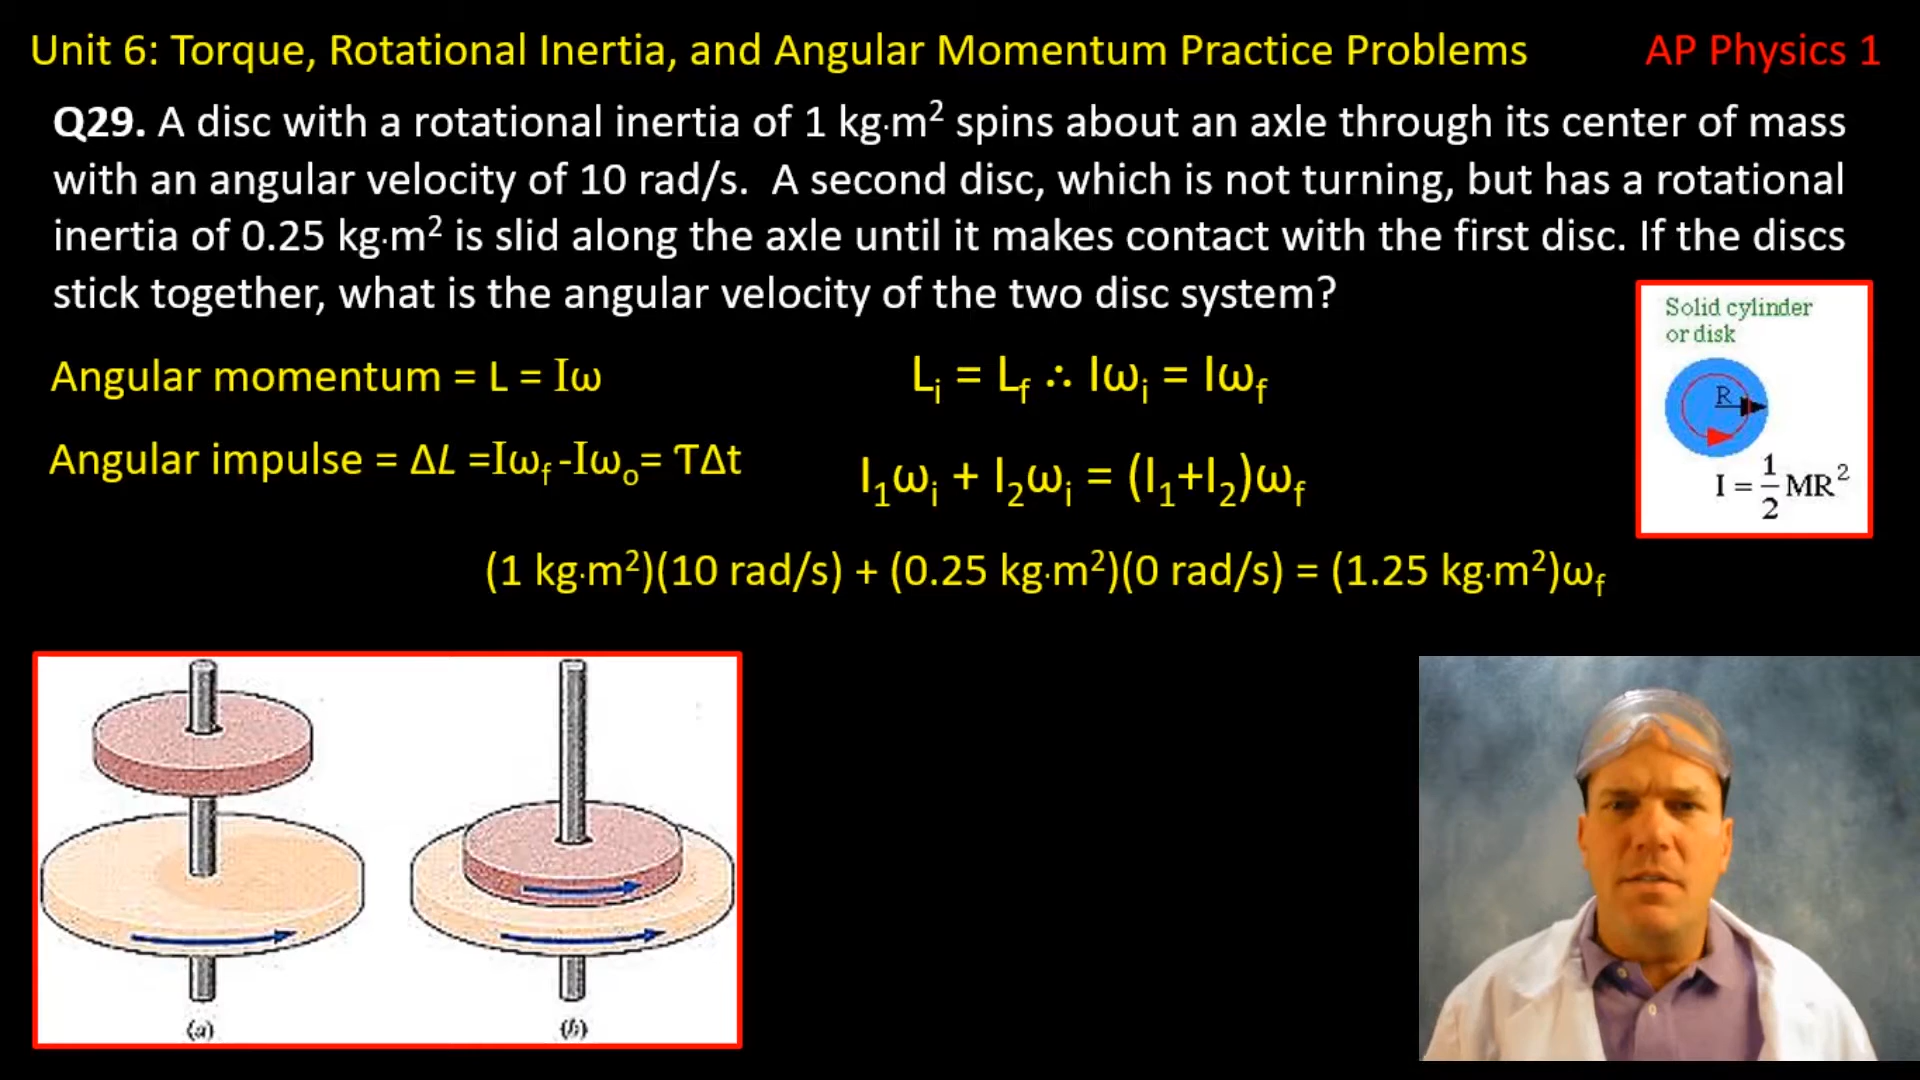 Unit 6: Torque, Rotational Inertia, and Angular Momentum Practice Problems
AP Physics 1
Q29. A disc with a rotational inertia of 1 kg·m² spins about an axle through its center of mass
with an angular velocity of 10 rad/s. A second disc, which is not turning, but has a rotational
inertia of 0.25 kg·m² is slid along the axle until it makes contact with the first disc. If the discs
stick together, what is the angular velocity of the two disc system?
Solid cylinder
or disk
R
I = 1/2 MR²
Angular momentum = L = Iω
Lᵢ = L_f ∴ Iωᵢ = Iω_f
Angular impulse = ΔL =Iω_f -Iωₒ= ƬΔt
I₁ωᵢ + I₂ωᵢ = (I₁+I₂)ω_f
(1 kg·m²)(10 rad/s) + (0.25 kg·m²)(0 rad/s) = (1.25 kg·m²)ω_f
(a)
(b)